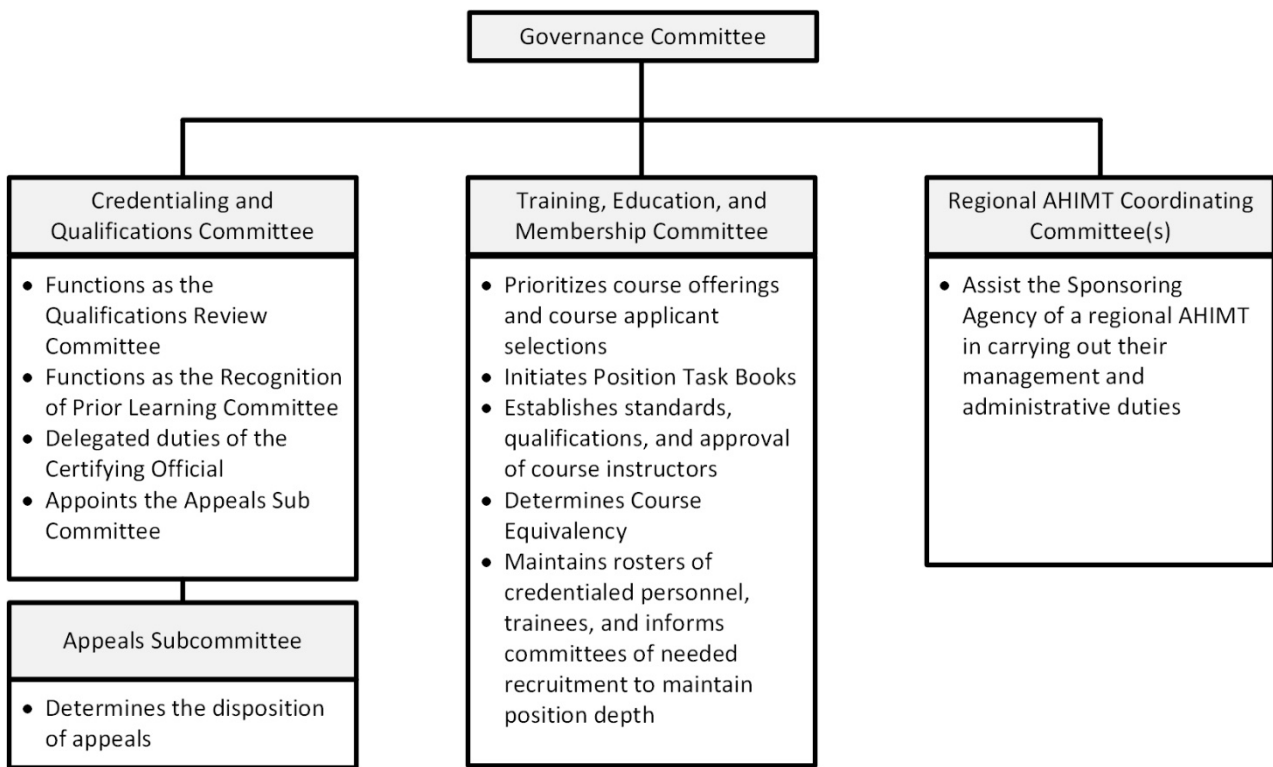 Governance Committee
Credentialing and
Qualifications Committee
• Functions as the
Qualifications Review
Committee
• Functions as the Recognition
of Prior Learning Committee
• Delegated duties of the
Certifying Official
• Appoints the Appeals Sub
Committee
Appeals Subcommittee
• Determines the disposition
of appeals
Training, Education, and
Membership Committee
• Prioritizes course offerings
and course applicant
selections
• Initiates Position Task Books
• Establishes standards,
qualifications, and approval
of course instructors
• Determines Course
Equivalency
• Maintains rosters of
credentialed personnel,
trainees, and informs
committees of needed
recruitment to maintain
position depth
Regional AHIMT Coordinating
Committee(s)
• Assist the Sponsoring
Agency of a regional AHIMT
in carrying out their
management and
administrative duties